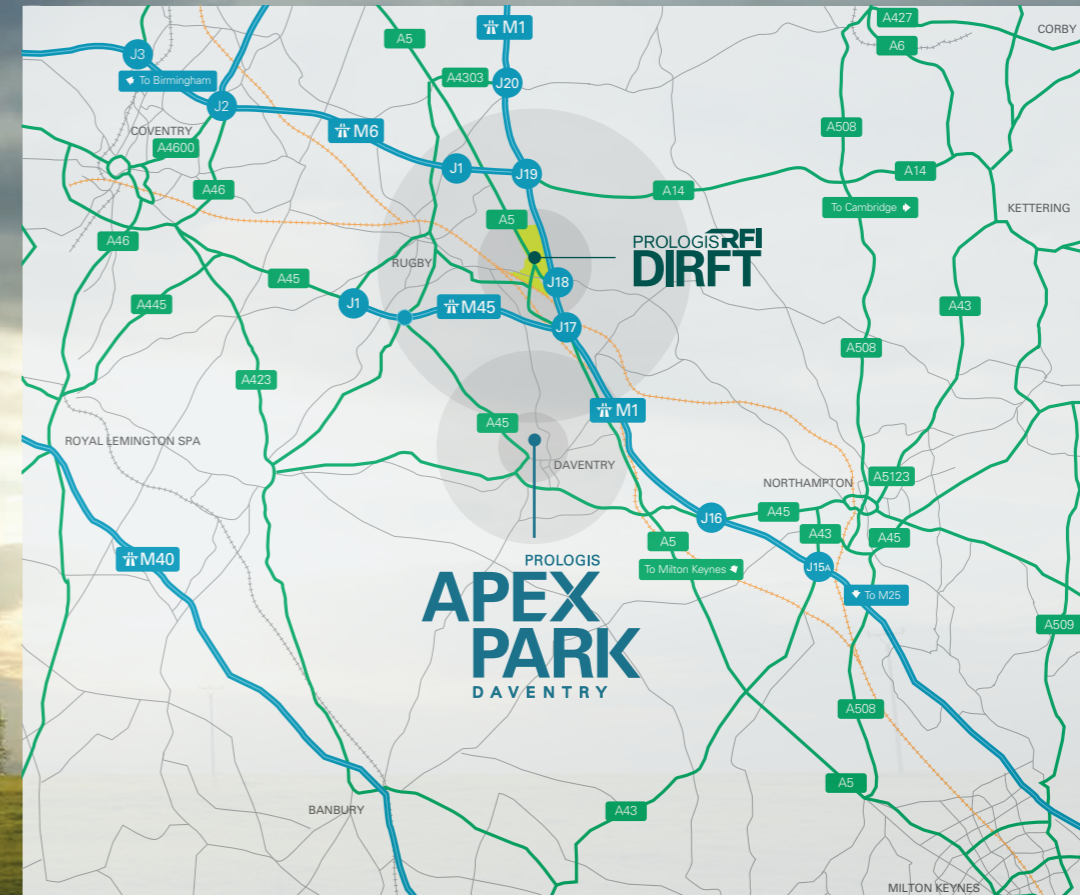 A427
A5
M1
A6
CORBY
J3
To Birmingham
A4303
J20
J2
COVENTRY
A4600
M6
A508
J1
J19
A14
A14
A46
To Cambridge
KETTERING
A5
A46
RUGBY
PROLOGIS RFI
DIRFT
A45
J18
A445
J1
M45
J17
A43
A508
A423
M1
A45
ROYAL LEMINGTON SPA
DAVENTRY
NORTHAMPTON
A5123
J16
A45
A43
A45
A5
M40
PROLOGIS
APEX
PARK
DAVENTRY
To Milton Keynes
J15A
To M25
A509
A508
A5
BANBURY
A43
MILTON KEYNES